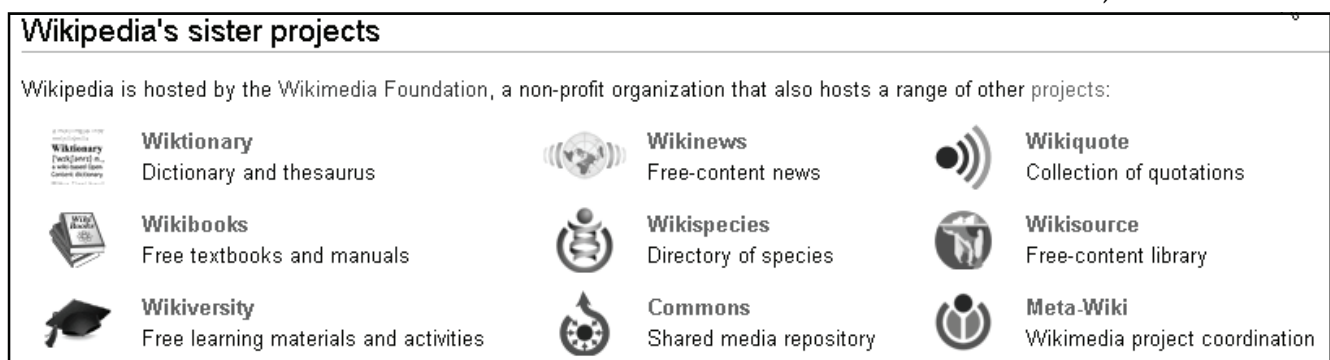 Wikipedia's sister projects
Wikipedia is hosted by the Wikimedia Foundation, a non-profit organization that also hosts a range of other projects:
Wiktionary
Dictionary and thesaurus
Wikinews
Free-content news
Wikiquote
Collection of quotations
Wikibooks
Free textbooks and manuals
Wikispecies
Directory of species
Wikisource
Free-content library
Wikiversity
Free learning materials and activities
Commons
Shared media repository
Meta-Wiki
Wikimedia project coordination